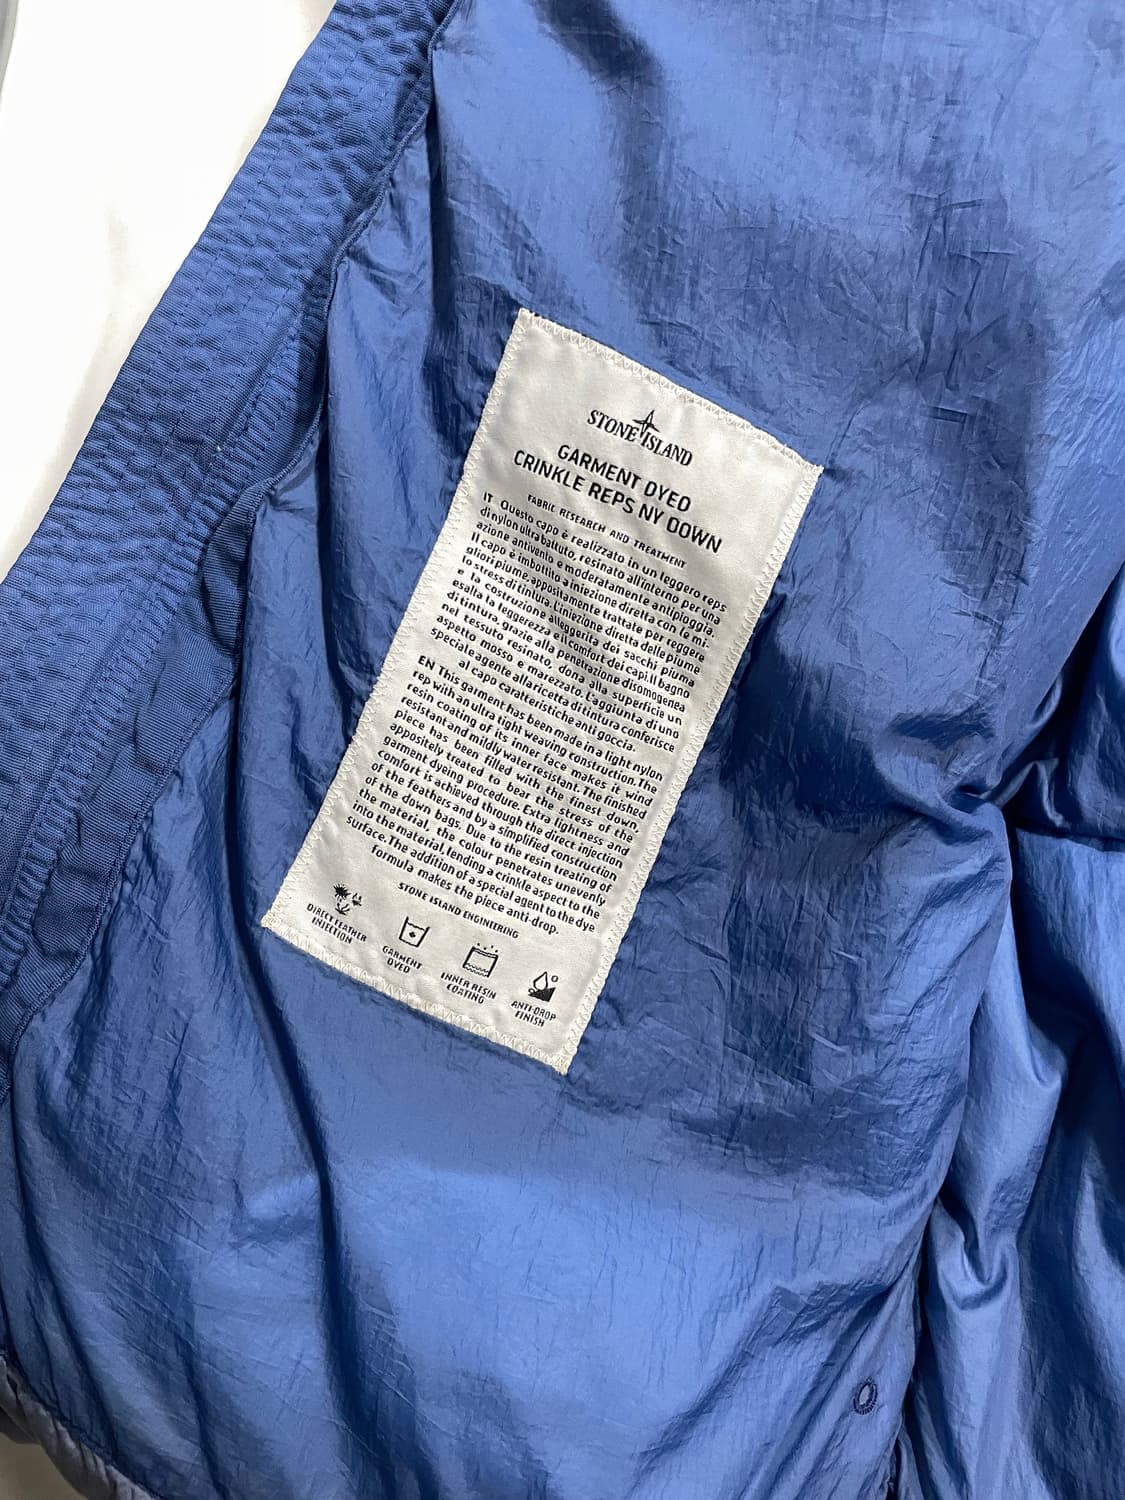 STONE ISLAND
GARMENT DYED
CRINKLE REPS NY DOWN
FABRIC RESEARCH AND TREATMENT
IT Questo capo è realizzato in un leggero reps
di nylon ultra battuto, resinato all'interno per una
azione antivento e moderatamente antipioggia.
Il capo è imbottito a iniezione diretta con le mi-
gliori piume, appositamente trattate per reggere
lo stress di tintura. L'iniezione diretta delle piume
e la costruzione alleggerita dei sacchi piuma
esalta la leggerezza e il comfort dei capi. Il bagno
di tintura, grazie alla penetrazione disomogenea
nel tessuto resinato, dona alla superficie un
aspetto mosso e marezzato. L'aggiunta di uno
speciale agente alla ricetta di tintura conferisce
al capo caratteristiche anti goccia.
EN This garment has been made in a light nylon
rep with an ultra tight weaving construction. The
resin coating of its inner face, makes it wind
resistant and mildly water resistant. The finished
piece has been filled with the finest down,
appositely treated to bear the stress of the
garment dyeing procedure. Extra lightness and
comfort is achieved through the direct injection
of the feathers and by a simplified construction
of the down bags. Due to the resin treating of
the material, the colour penetrates unevenly
into the material, lending a crinkle aspect to the
surface. The addition of a special agent to the dye
formula makes the piece anti-drop.
STONE ISLAND ENGINEERING
DIRECT FEATHER
INJECTION
GARMENT
DYED
INNER RESIN
COATING
ANTI DROP
FINISH